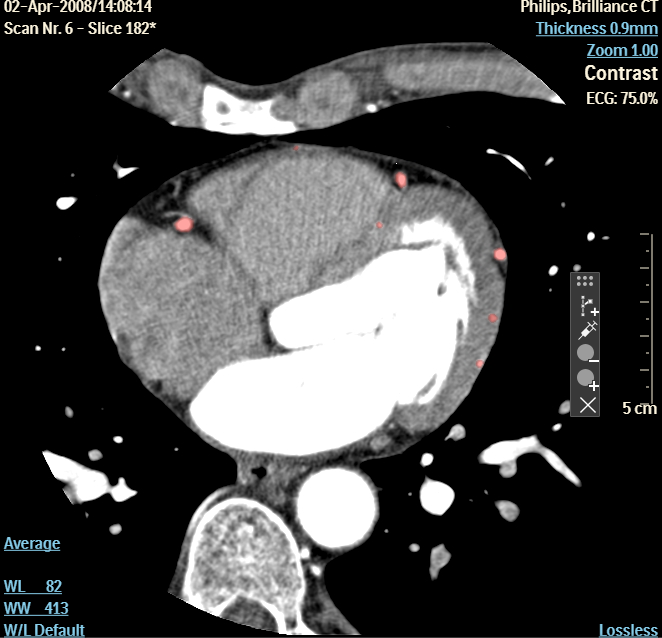 02-Apr-2008/14:08:14
Scan Nr. 6 - Slice 182*
Philips,Brilliance CT
Thickness 0.9mm
Zoom 1.00
Contrast
ECG: 75.0%
5 cm
Average
WL 82
WW 413
W/L Default
Lossless